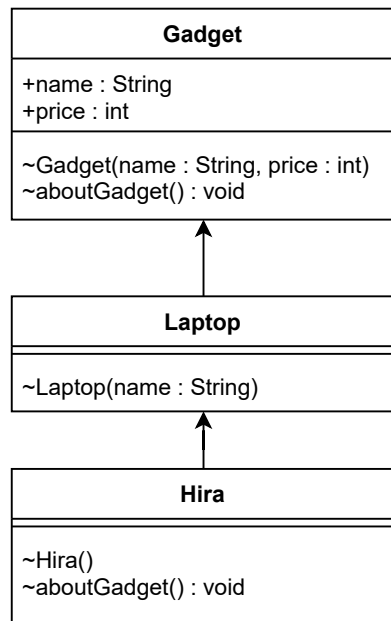 Gadget
+name : String
+price : int
~Gadget(name : String, price : int)
~aboutGadget() : void
Laptop
~Laptop(name : String)
Hira
~Hira()
~aboutGadget() : void